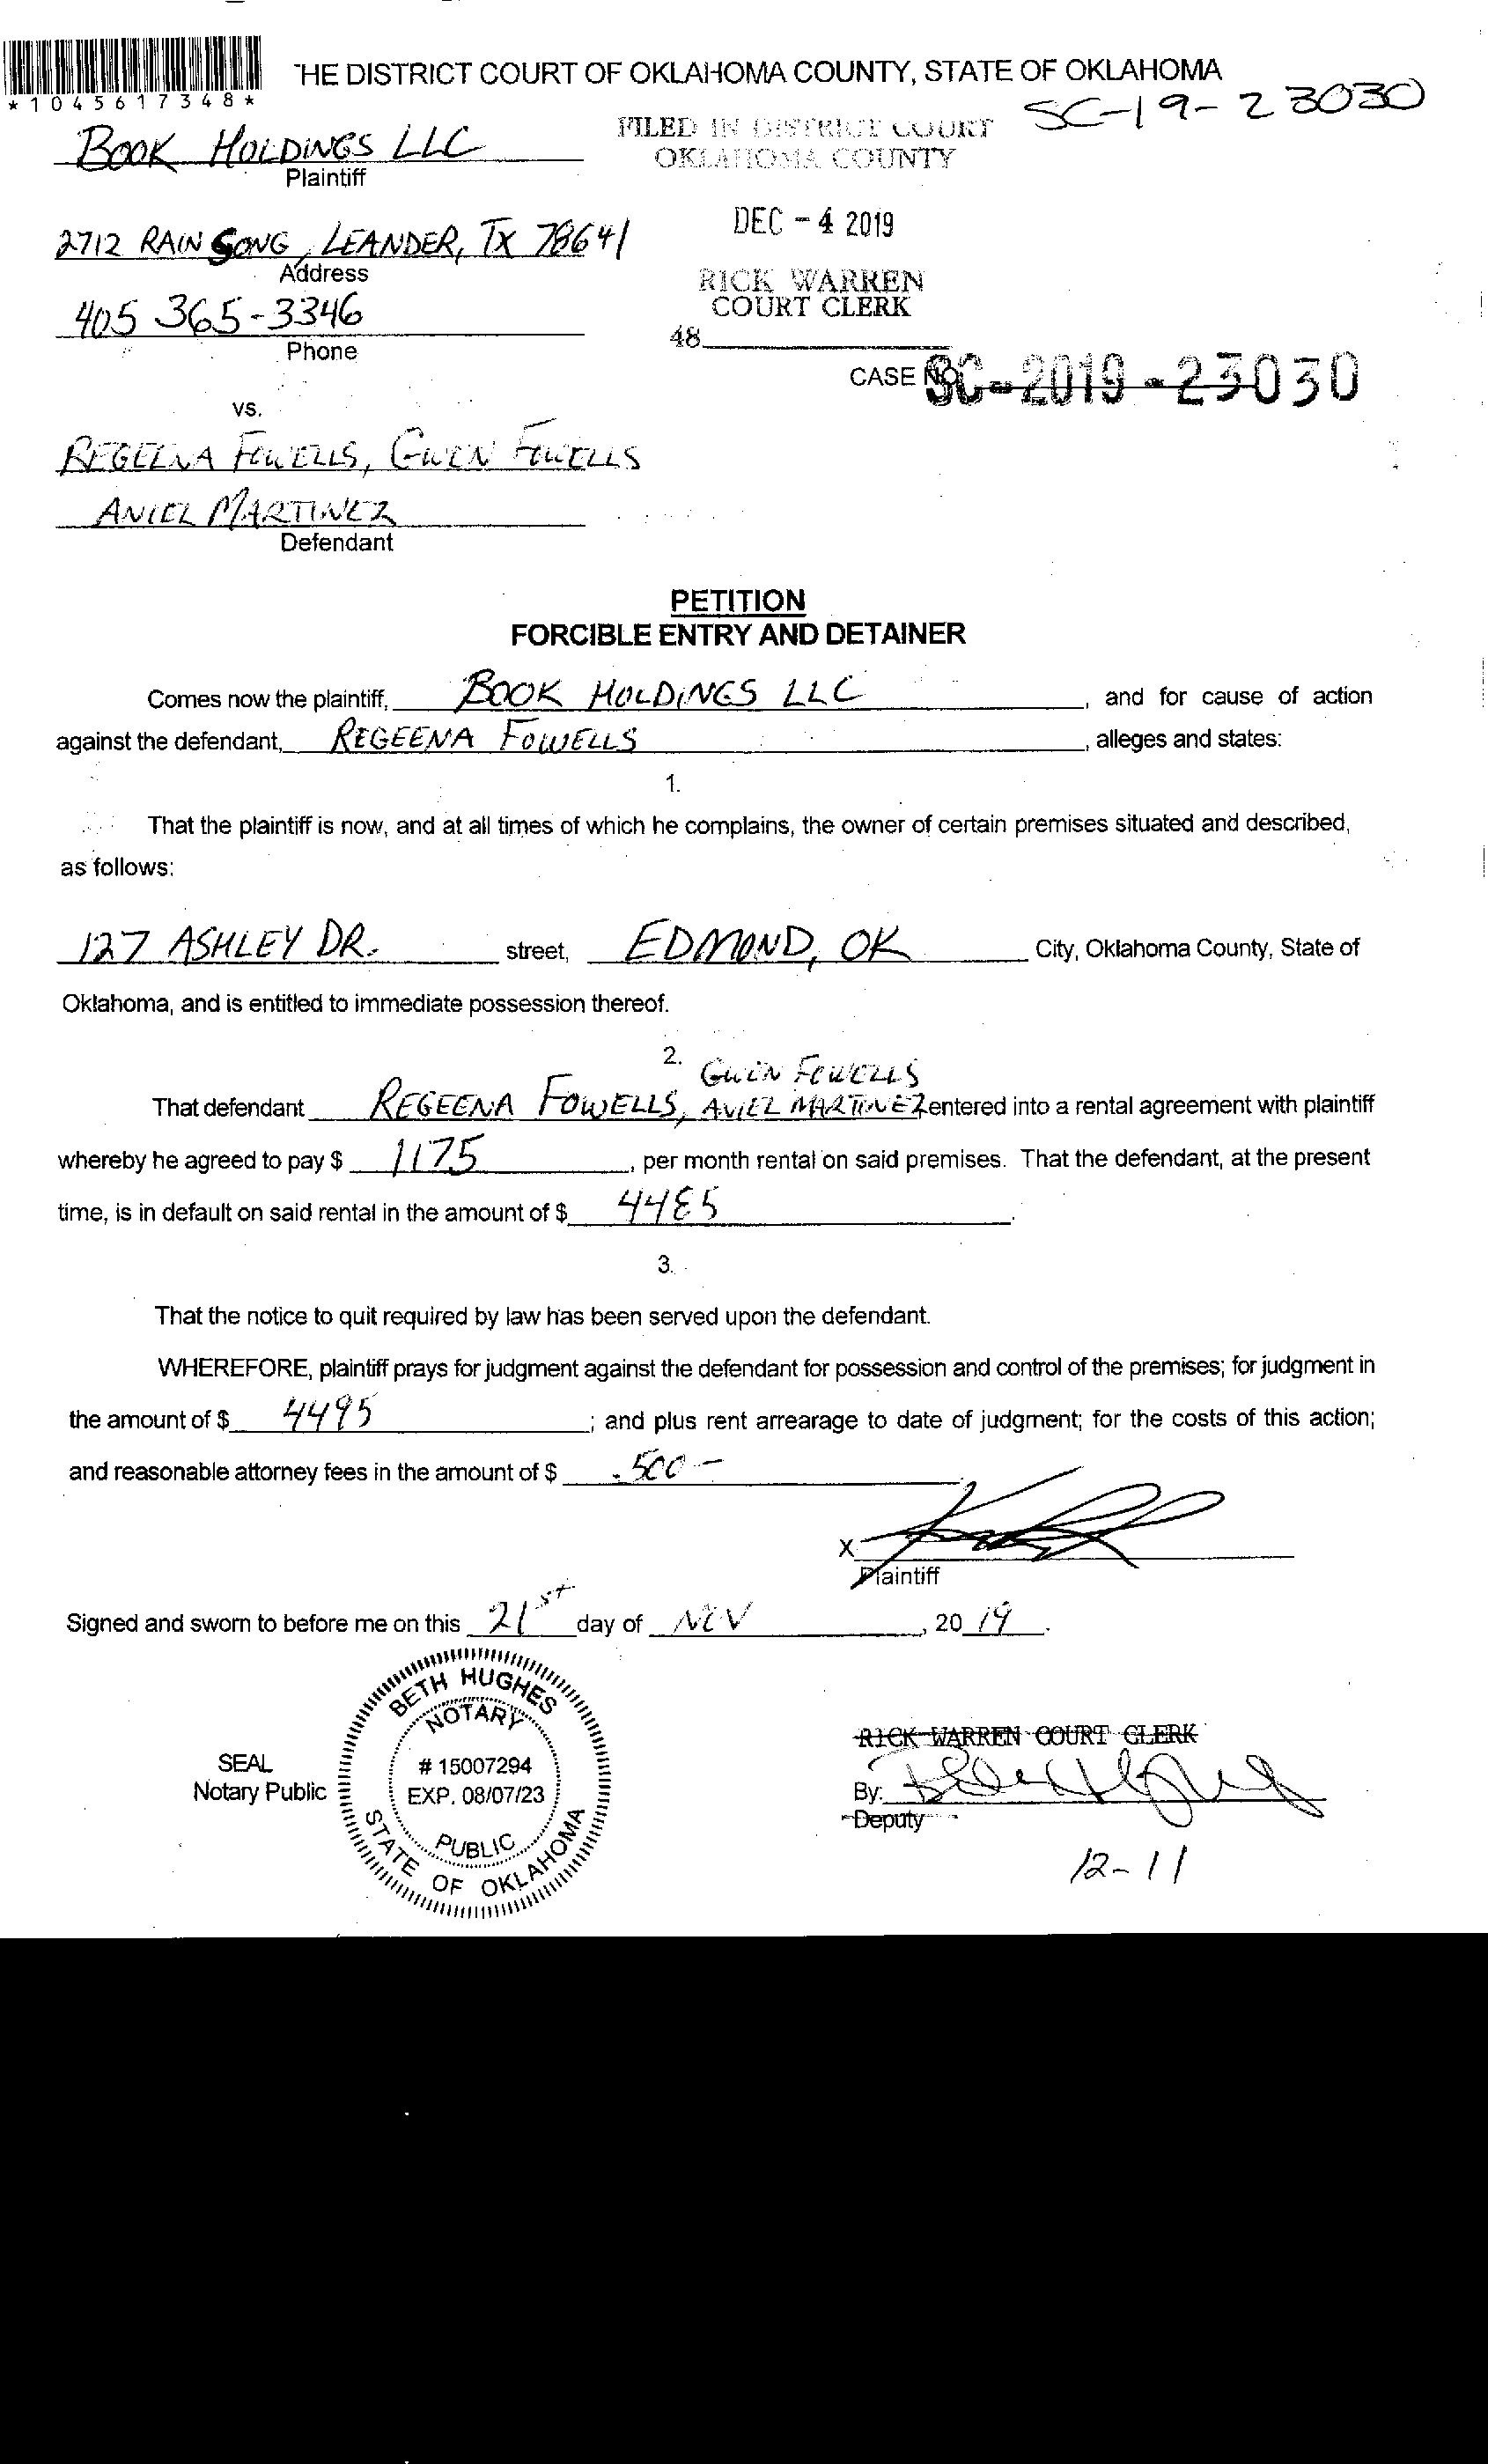 THE DISTRICT COURT OF OKLAHOMA COUNTY, STATE OF OKLAHOMA
*1045617348*
SC-19-23030
BOOK HOLDINGS LLC
Plaintiff
FILED IN DISTRICT COURT
OKLAHOMA COUNTY
2712 RAIN SONG, LEANDER, TX 78641
Address
DEC - 4 2019
405 365-3346
Phone
RICK WARREN
COURT CLERK
48
CASE NO. SC-2019-23030
vs.
REGEENA FOWELLS, GWEN FOWELLS
ANIEL MARTINEZ
Defendant
PETITION
FORCIBLE ENTRY AND DETAINER
Comes now the plaintiff, BOOK HOLDINGS LLC, and for cause of action
against the defendant, REGEENA FOWELLS, alleges and states:
1.
That the plaintiff is now, and at all times of which he complains, the owner of certain premises situated and described,
as follows:
127 ASHLEY DR. street, EDMOND, OK City, Oklahoma County, State of
Oklahoma, and is entitled to immediate possession thereof.
2.
GWEN FOWELLS
That defendant REGEENA FOWELLS, AVIEL MARTINEZ entered into a rental agreement with plaintiff
whereby he agreed to pay $ 1175, per month rental on said premises. That the defendant, at the present
time, is in default on said rental in the amount of $ 4485.
3.
That the notice to quit required by law has been served upon the defendant.
WHEREFORE, plaintiff prays for judgment against the defendant for possession and control of the premises; for judgment in
the amount of $ 4495; and plus rent arrearage to date of judgment; for the costs of this action;
and reasonable attorney fees in the amount of $ 500-.
X
Plaintiff
Signed and sworn to before me on this 21st day of NOV, 2019.
BETH HUGHES
NOTARY
# 15007294
EXP. 08/07/23
PUBLIC
STATE OF OKLAHOMA
SEAL
Notary Public
RICK WARREN COURT CLERK
By: Beth Hughes
Deputy
12-11